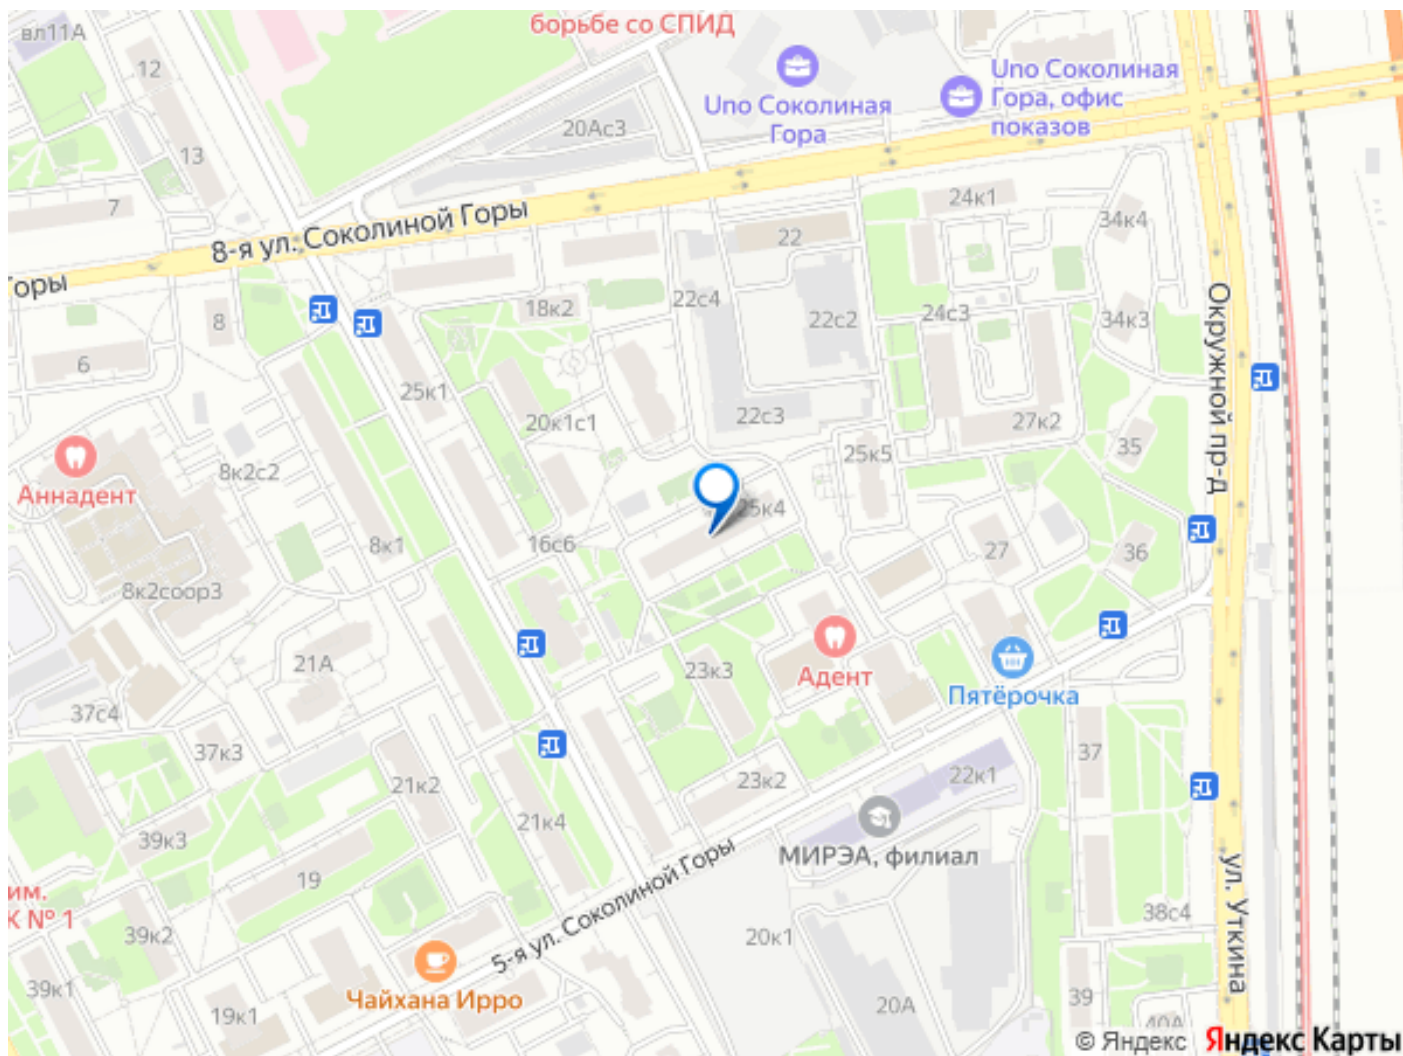 борьбе со СПИД
вл11А
12
Uno Соколиная
Гора
Uno Соколиная
Гора, офис
показов
20Ас3
13
7
8-я ул. Соколиной Горы
24к1
34к4
22
Горы
22с4
18к2
8
22с2
24с3
34к3
Окружной пр-д
6
25к1
20к1с1
22с3
27к2
35
Аннадент
8к2с2
25к5
25к4
8к1
16с6
27
36
8к2соор3
21А
23к3
Адент
Пятёрочка
37с4
37к3
21к2
23к2
22к1
37
39к3
21к4
МИРЭА, филиал
19
5-я ул. Соколиной Горы
им.
К № 1
39к2
20к1
38с4
ул. Уткина
39к1
Чайхана Ирро
19к1
20А
39
40А
© Яндекс
Яндекс Карты